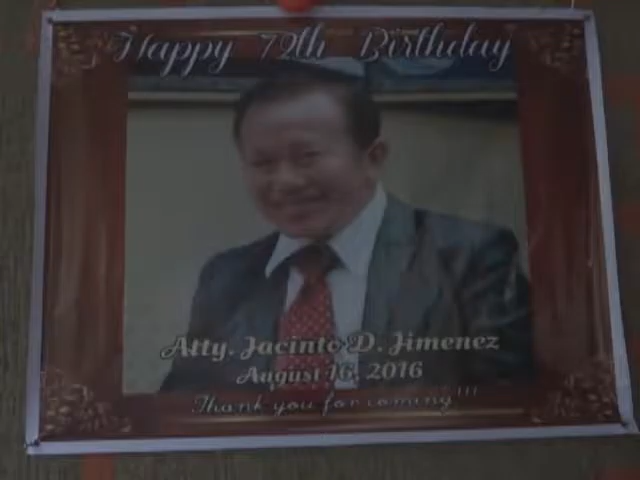 Happy 72th Birthday
Atty. Jacinto D. Jimenez
August 16, 2016
Thank you for coming!!!